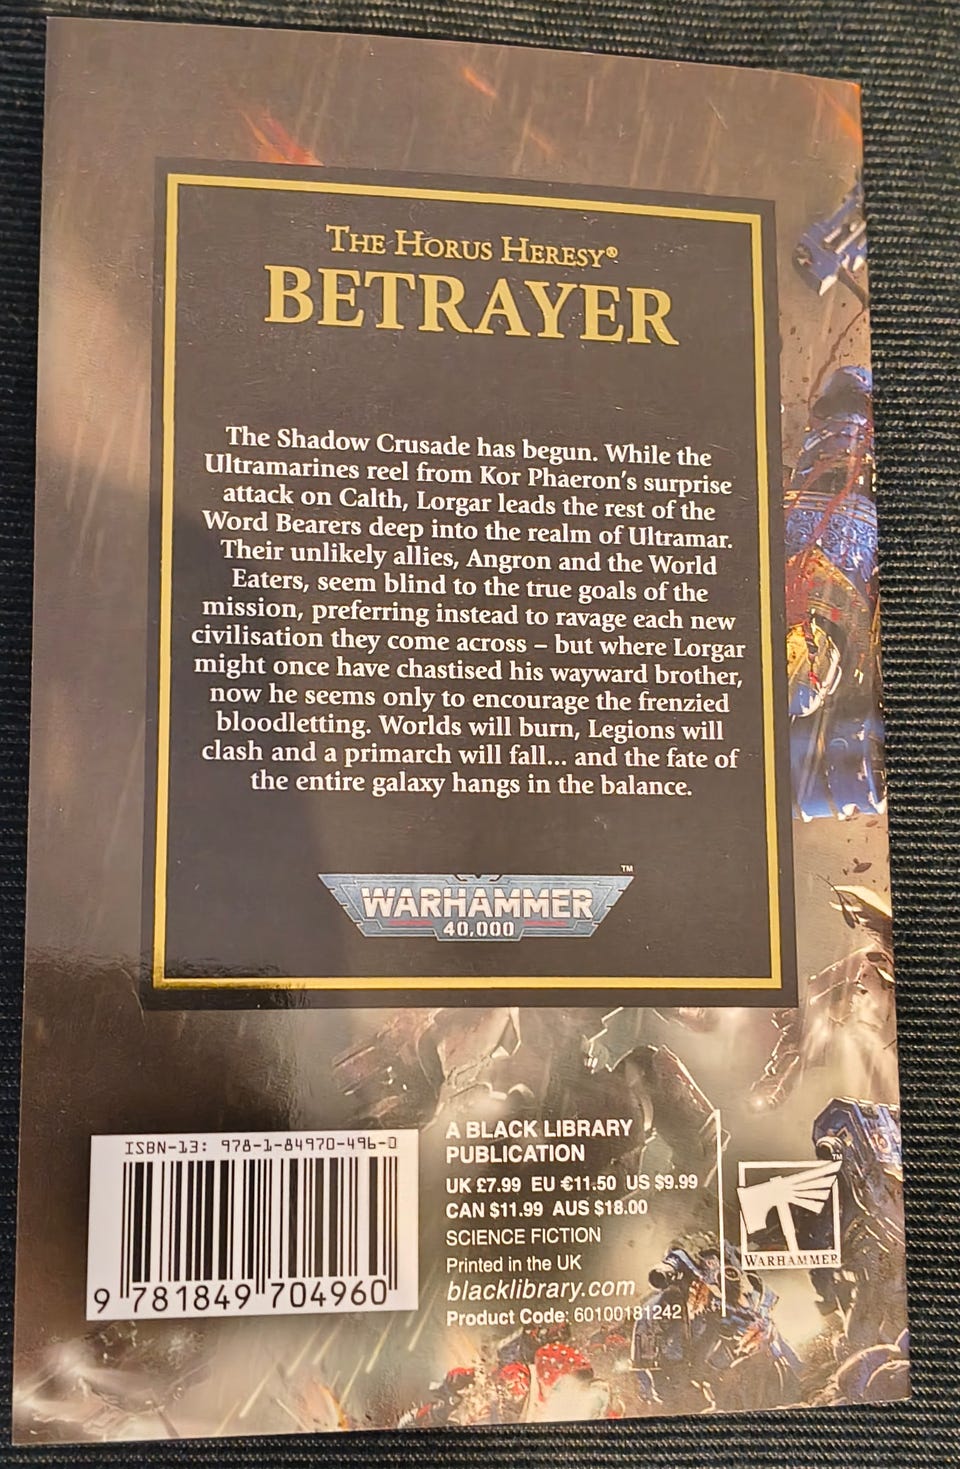 THE HORUS HERESY®
BETRAYER
The Shadow Crusade has begun. While the
Ultramarines reel from Kor Phaeron's surprise
attack on Calth, Lorgar leads the rest of the
Word Bearers deep into the realm of Ultramar.
Their unlikely allies, Angron and the World
Eaters, seem blind to the true goals of the
mission, preferring instead to ravage each new
civilisation they come across – but where Lorgar
might once have chastised his wayward brother,
now he seems only to encourage the frenzied
bloodletting. Worlds will burn, Legions will
clash and a primarch will fall... and the fate of
the entire galaxy hangs in the balance.
WARHAMMER™
40,000
ISBN-13: 978-1-84970-496-0
9 781849 704960
A BLACK LIBRARY
PUBLICATION
UK £7.99 EU €11.50 US $9.99
CAN $11.99 AUS $18.00
SCIENCE FICTION
Printed in the UK
blacklibrary.com
Product Code: 60100181242
™
WARHAMMER